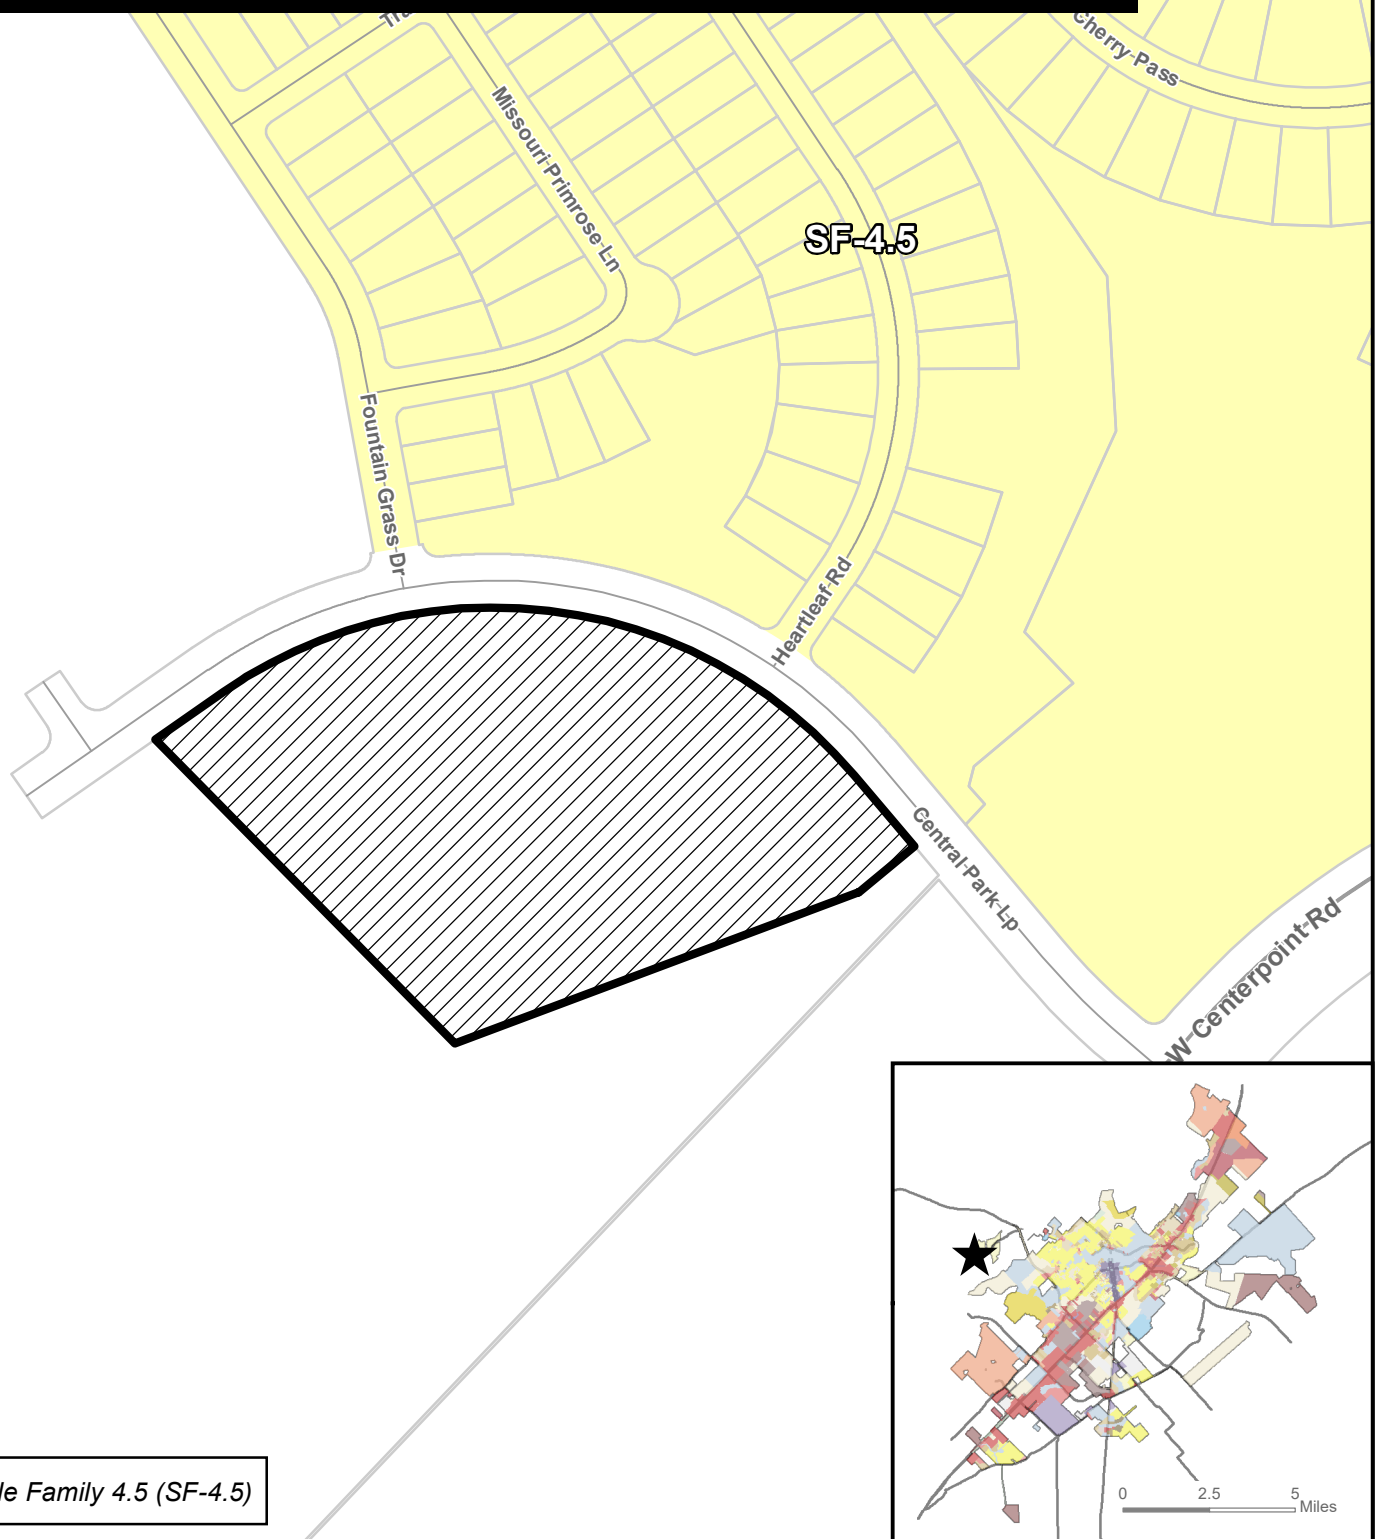 Cherry Pass
Missouri Primrose Ln
SF-4.5
Fountain Grass Dr
Heartleaf Rd
Central Park Lp
W Centerpoint Rd
Family 4.5 (SF-4.5)
0 2.5 5
Miles